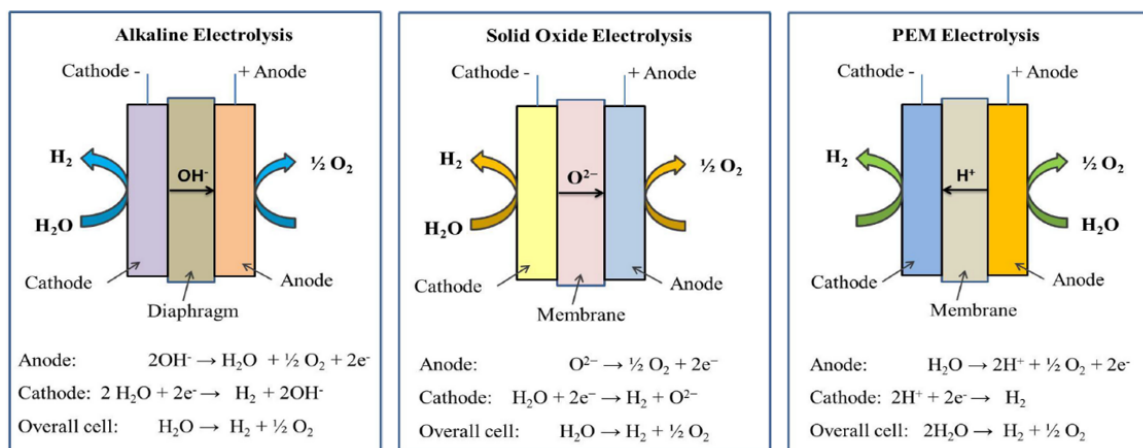 Alkaline Electrolysis
Cathode -
+ Anode
H₂
½ O₂
OH⁻
H₂O
Cathode
Anode
Diaphragm
Anode: 2OH⁻ → H₂O + ½ O₂ + 2e⁻
Cathode: 2 H₂O + 2e⁻ → H₂ + 2OH⁻
Overall cell: H₂O → H₂ + ½ O₂
Solid Oxide Electrolysis
Cathode -
+ Anode
H₂
½ O₂
O²⁻
H₂O
Cathode
Anode
Membrane
Anode: O²⁻ → ½ O₂ + 2e⁻
Cathode: H₂O + 2e⁻ → H₂ + O²⁻
Overall cell: H₂O → H₂ + ½ O₂
PEM Electrolysis
Cathode -
+ Anode
H₂
½ O₂
H⁺
H₂O
Cathode
Anode
Membrane
Anode: H₂O → 2H⁺ + ½ O₂ + 2e⁻
Cathode: 2H⁺ + 2e⁻ → H₂
Overall cell: 2H₂O → H₂ + ½ O₂